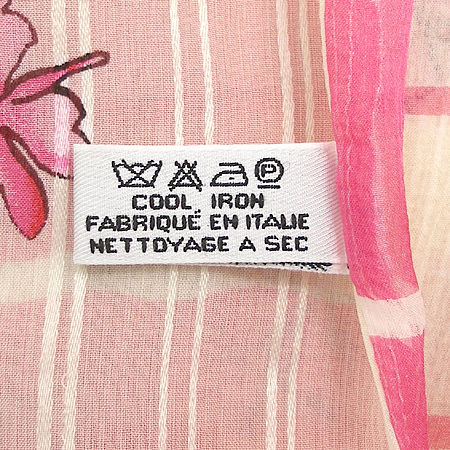 COOL IRON
FABRIQUÉ EN ITALIE
NETTOYAGE A SEC